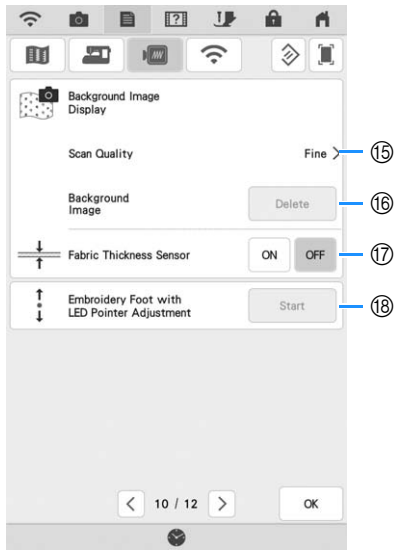 Background Image
Display
Scan Quality
Fine >
⑮
Background
Image
Delete
⑯
Fabric Thickness Sensor
ON
OFF
⑰
Embroidery Foot with
LED Pointer Adjustment
Start
⑱
< 10 / 12 >
OK